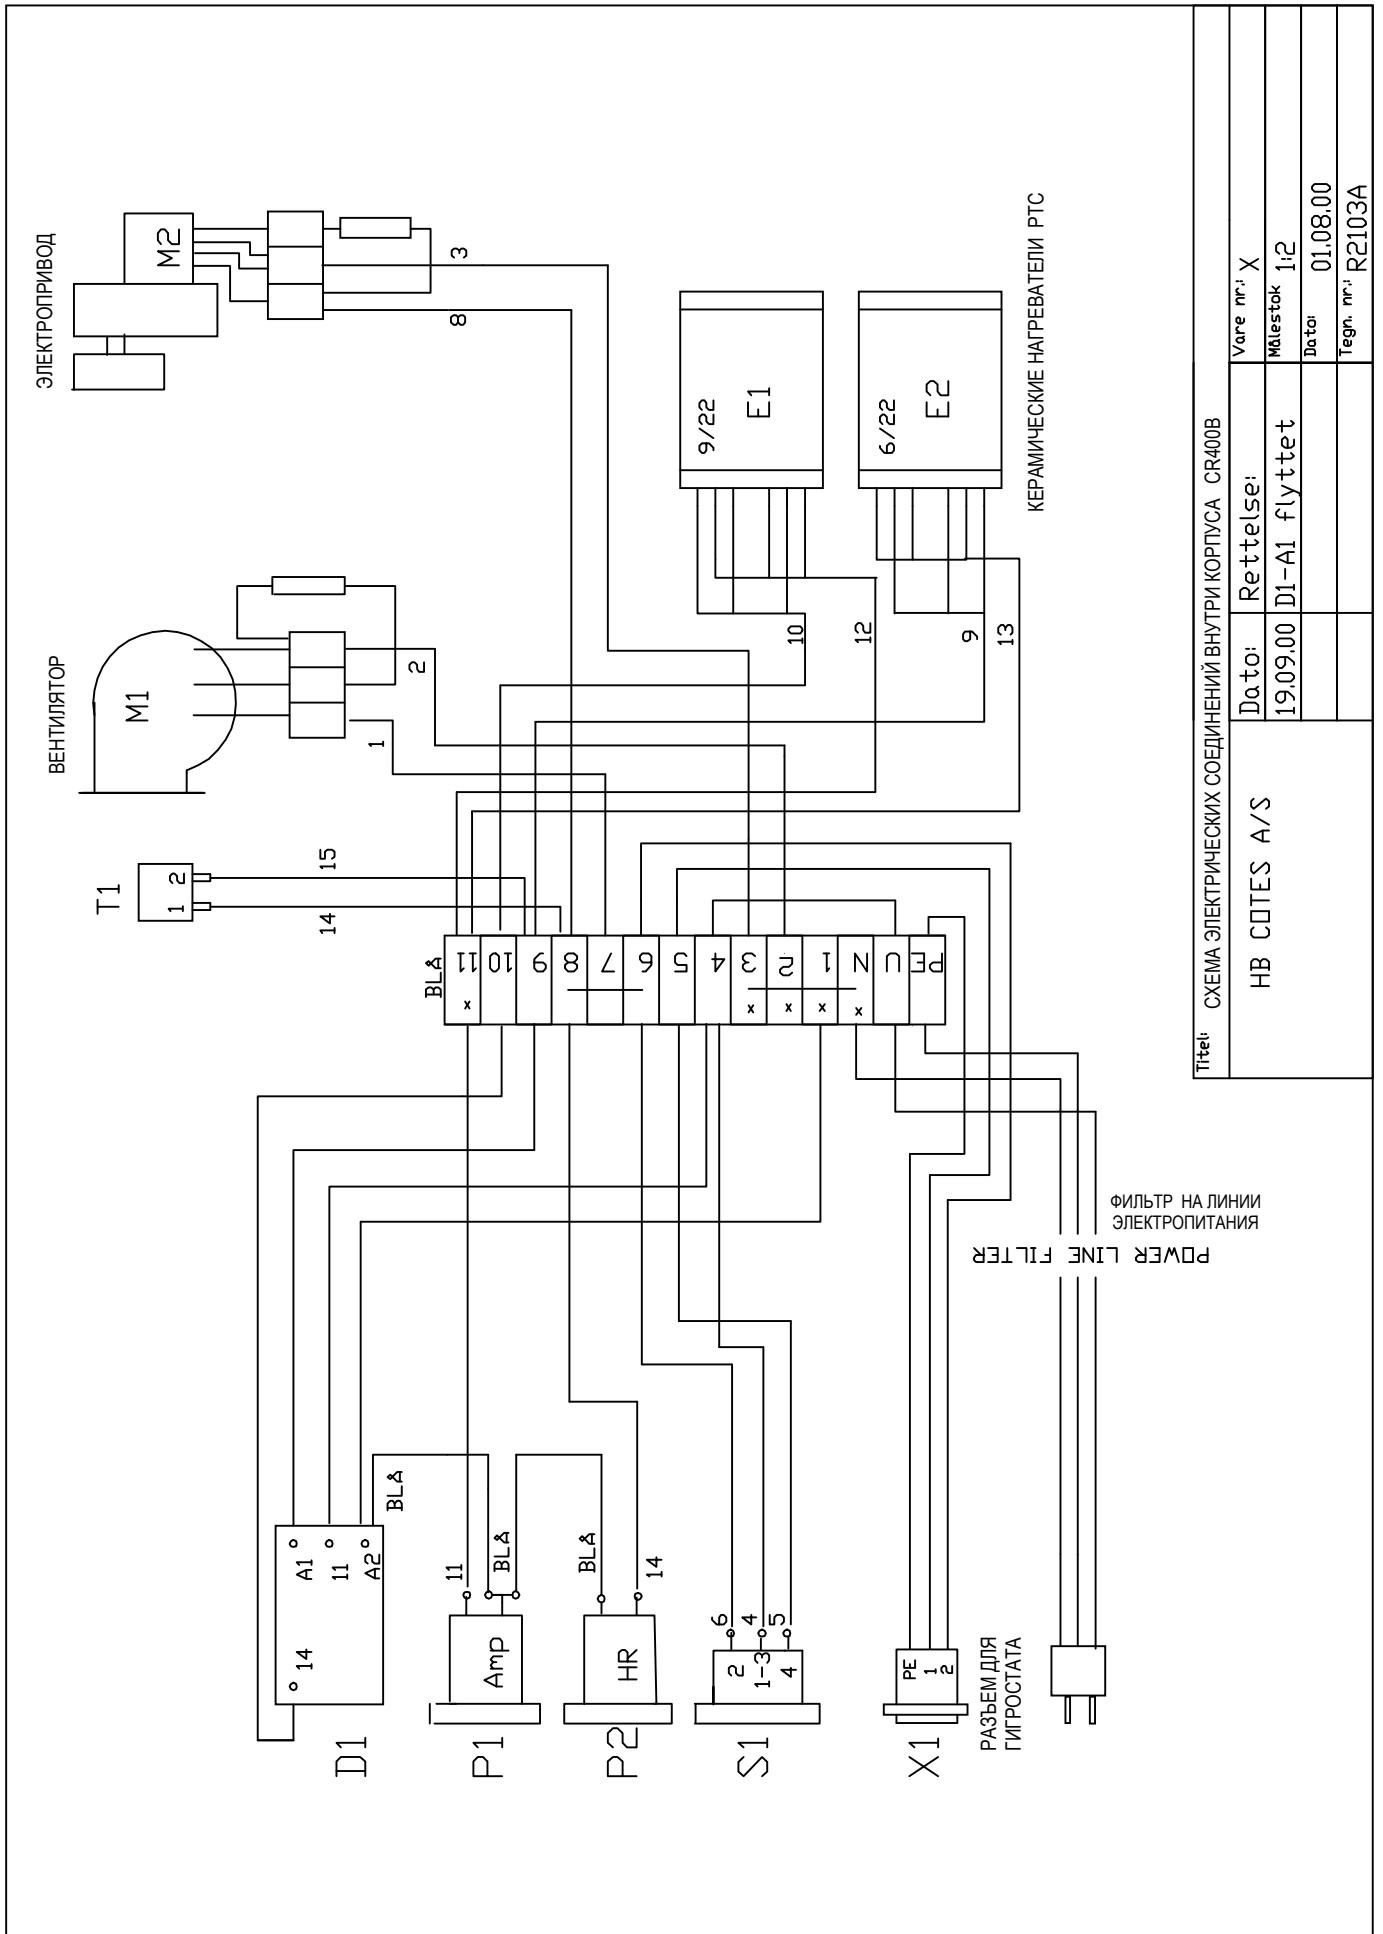 ЭЛЕКТРОПРИВОД
M2
3
8
ВЕНТИЛЯТОР
M1
2
1
T1
1 2
15
14
9/22
E1
6/22
E2
КЕРАМИЧЕСКИЕ НАГРЕВАТЕЛИ PTC
10
12
9
13
BLÅ
11 10 9 8 7 6 5 4 3 2 1 N U PE
x x x x x
D1
14
A1
11
A2
BLÅ
P1
Amp
11
BLÅ
P2
HR
BLÅ
14
S1
2
1-3
4
6
4
5
X1
PE
1
2
РАЗЪЕМ ДЛЯ
ГИГРОСТАТА
ФИЛЬТР НА ЛИНИИ
ЭЛЕКТРОПИТАНИЯ
POWER LINE FILTER
Titel: СХЕМА ЭЛЕКТРИЧЕСКИХ СОЕДИНЕНИЙ ВНУТРИ КОРПУСА CR400B
HB COTES A/S
Dato: Rettelse:
19.09.00 D1-A1 flyttet
Vare nr.: X
Målestok 1:2
Dato: 01.08.00
Tegn. nr.: R2103A